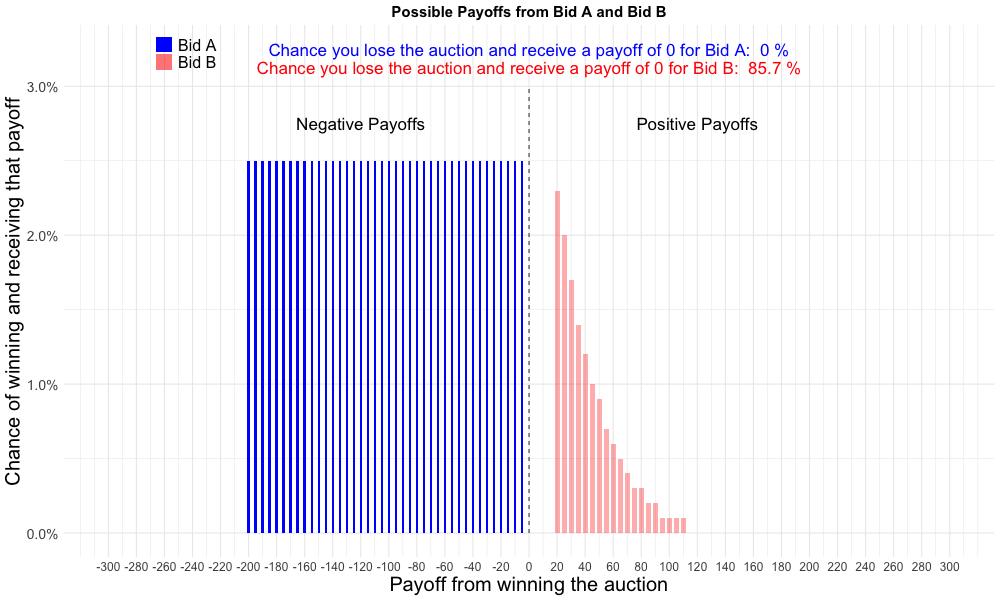 Possible Payoffs from Bid A and Bid B
Bid A
Bid B
Chance you lose the auction and receive a payoff of 0 for Bid A:  0 %
Chance you lose the auction and receive a payoff of 0 for Bid B:  85.7 %
Negative Payoffs
Positive Payoffs
Chance of winning and receiving that payoff
3.0%
2.0%
1.0%
0.0%
-300 -280 -260 -240 -220 -200 -180 -160 -140 -120 -100 -80 -60 -40 -20 0 20 40 60 80 100 120 140 160 180 200 220 240 260 280 300
Payoff from winning the auction